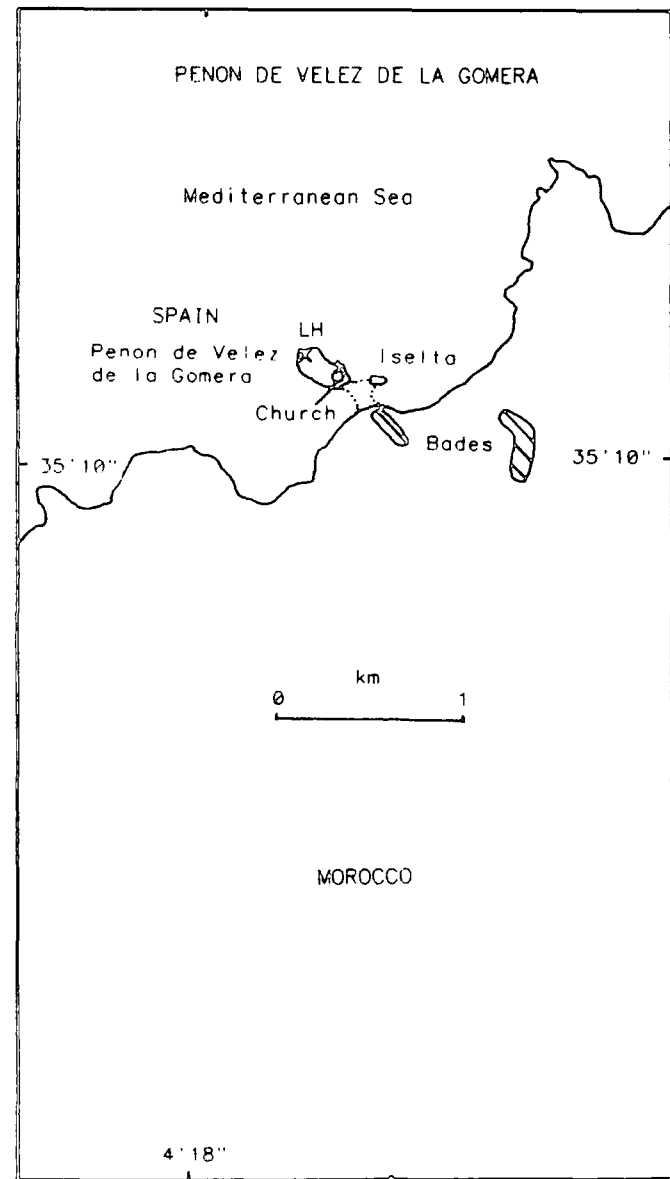 PENON DE VELEZ DE LA GOMERA
Mediterranean Sea
SPAIN
LH
Penon de Velez
de la Gomera
Iselta
Church
Bades
35'10"
35'10"
km
0 1
MOROCCO
4'18"